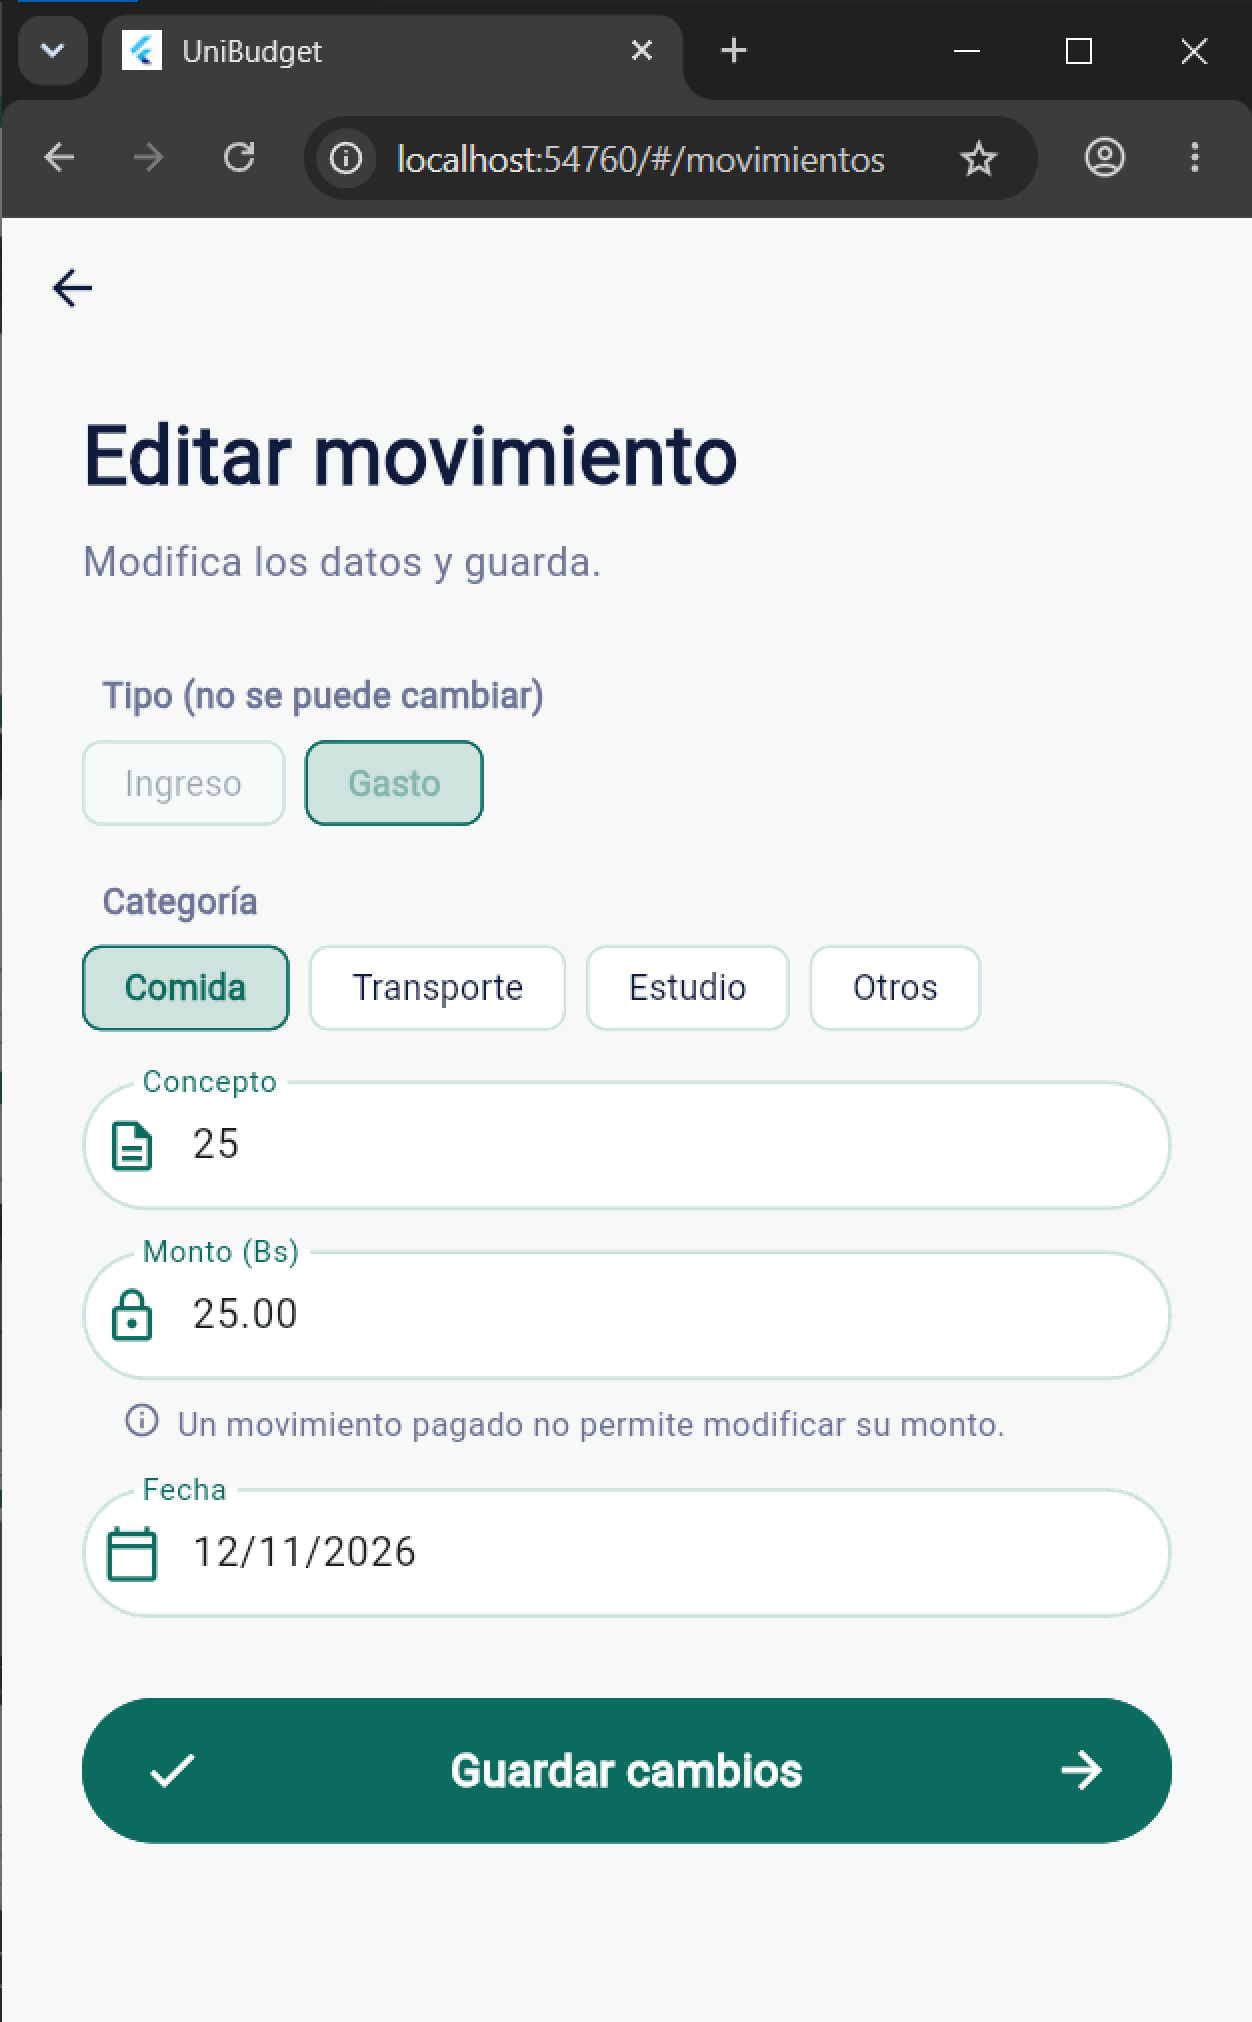 UniBudget
localhost:54760/#/movimientos
Editar movimiento
Modifica los datos y guarda.
Tipo (no se puede cambiar)
Ingreso Gasto
Categoría
Comida Transporte Estudio Otros
Concepto
25
Monto (Bs)
25.00
Un movimiento pagado no permite modificar su monto.
Fecha
12/11/2026
Guardar cambios